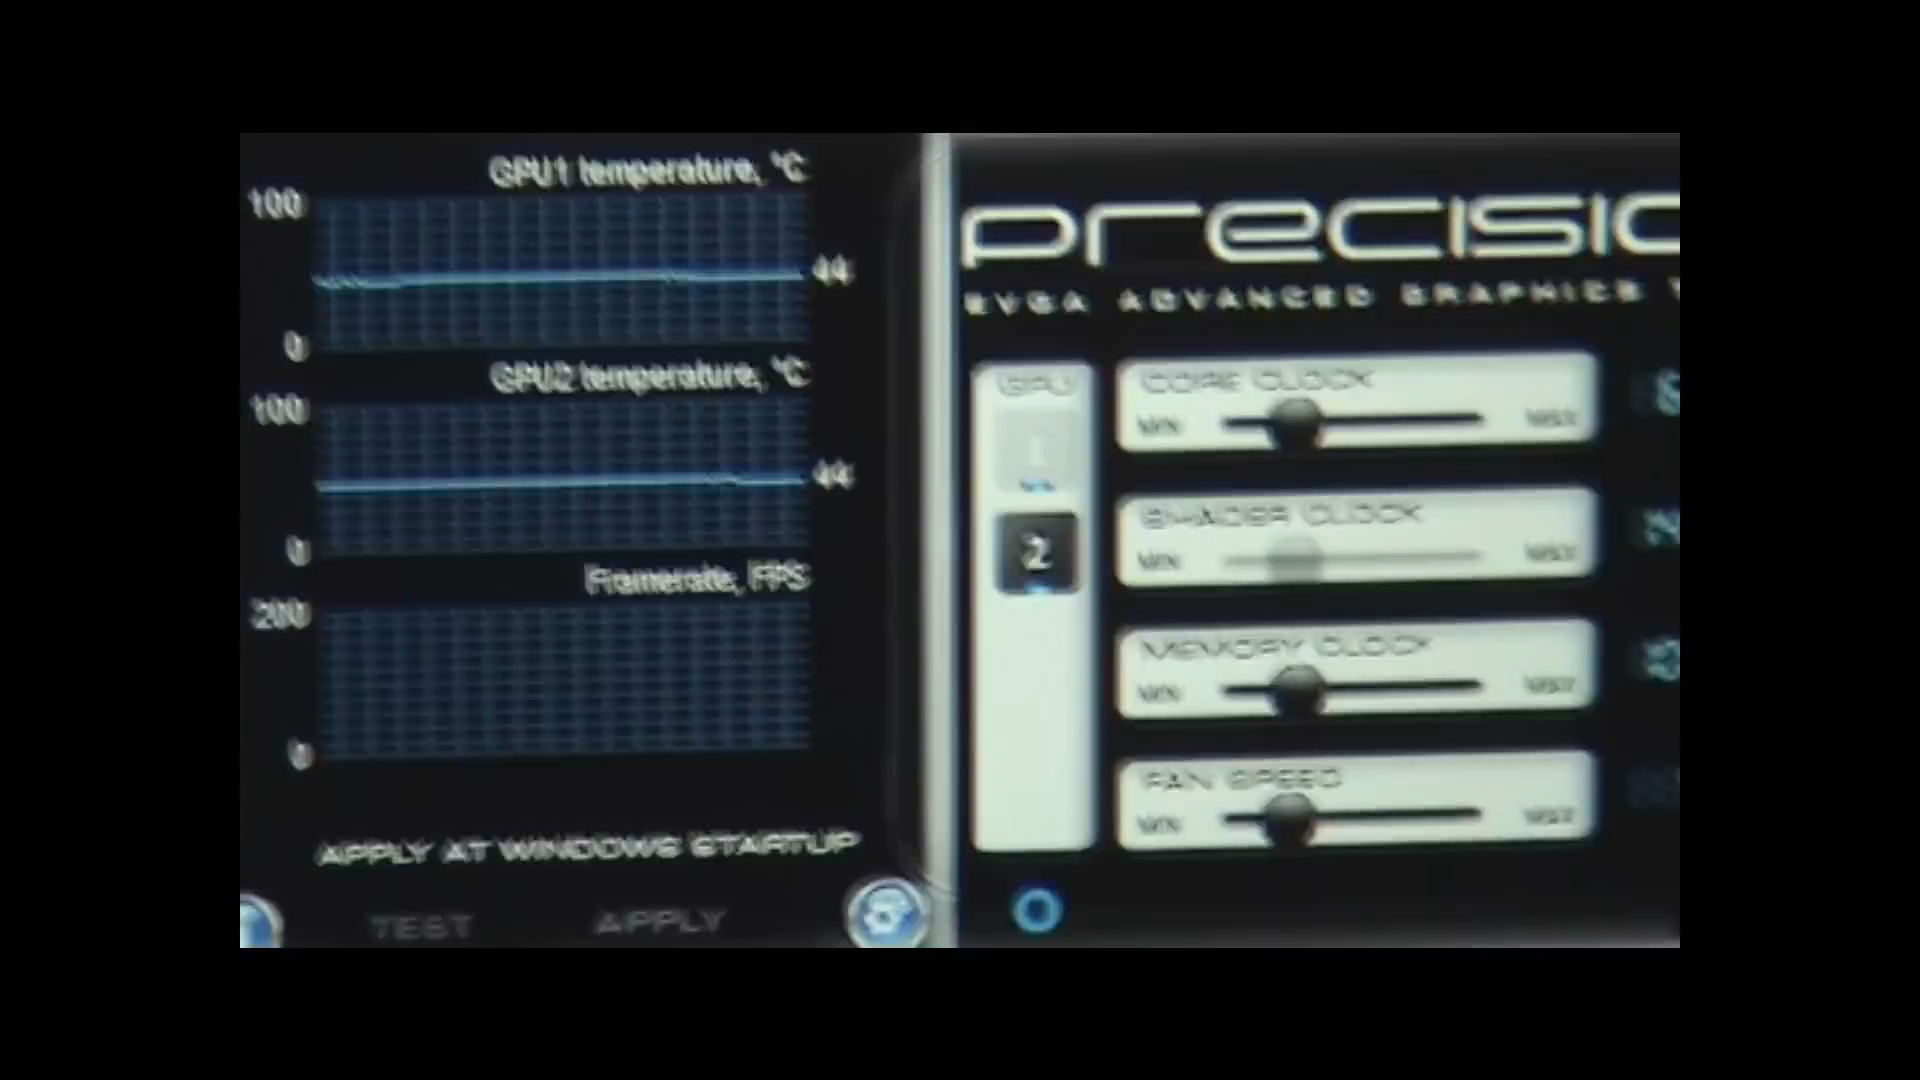 GPU1 temperature, °C
100
44
0
GPU2 temperature, °C
100
44
0
Framerate, FPS
200
0
APPLY AT WINDOWS STARTUP
TEST APPLY
PRECISIO
EVGA ADVANCED GRAPHICS
GPU
1
2
CORE CLOCK
MIN MAX
SHADER CLOCK
MIN MAX
MEMORY CLOCK
MIN MAX
FAN SPEED
MIN MAX